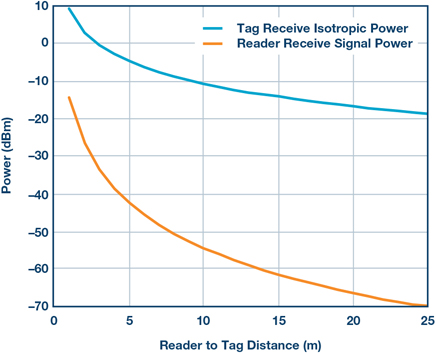 10
0
–10
–20
–30
–40
–50
–60
–70
Power (dBm)
Tag Receive Isotropic Power
Reader Receive Signal Power
0 5 10 15 20 25
Reader to Tag Distance (m)